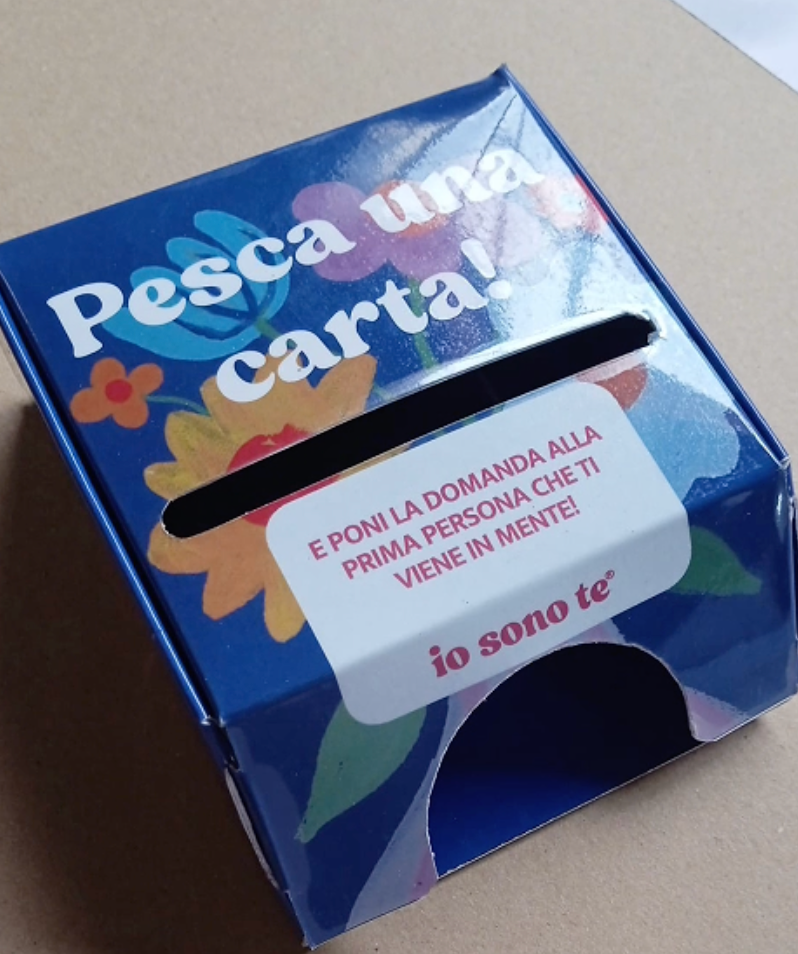 Pesca una
carta!
E PONI LA DOMANDA ALLA
PRIMA PERSONA CHE TI
VIENE IN MENTE!
io sono te®